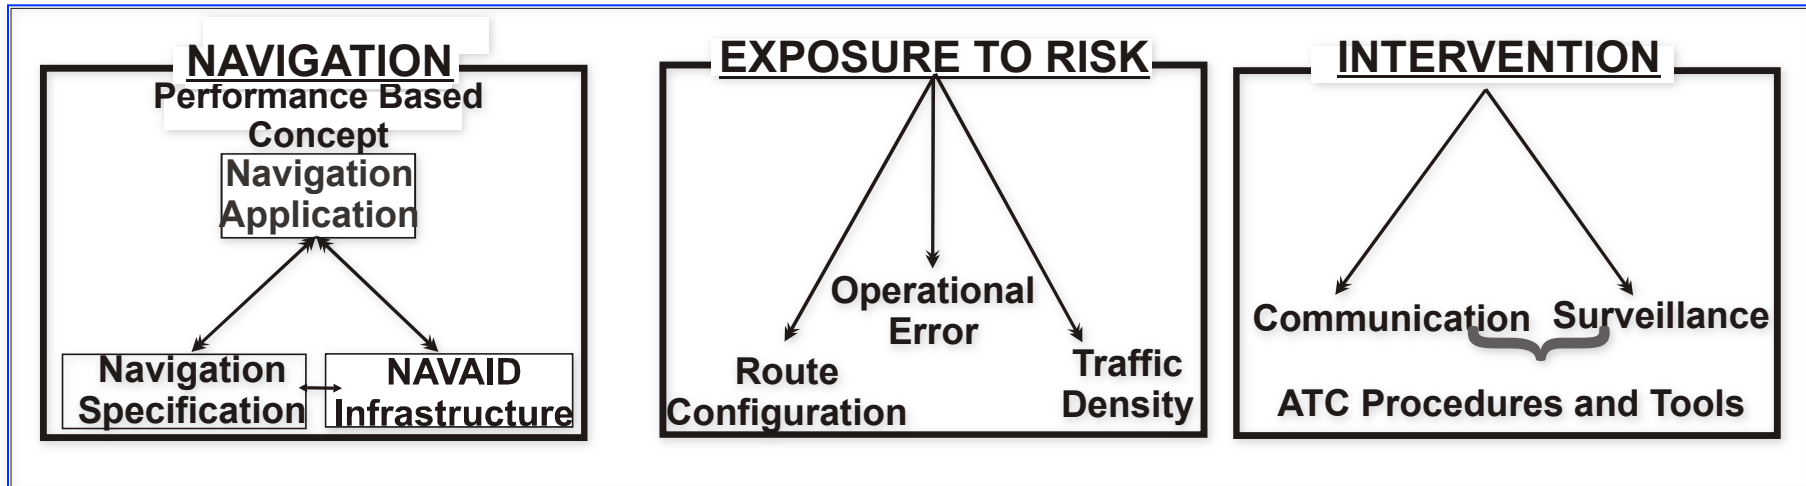 NAVIGATION
Performance Based
Concept
Navigation
Application
Navigation
Specification
NAVAID
Infrastructure
EXPOSURE TO RISK
Operational
Error
Route
Configuration
Traffic
Density
INTERVENTION
Communication
Surveillance
ATC Procedures and Tools